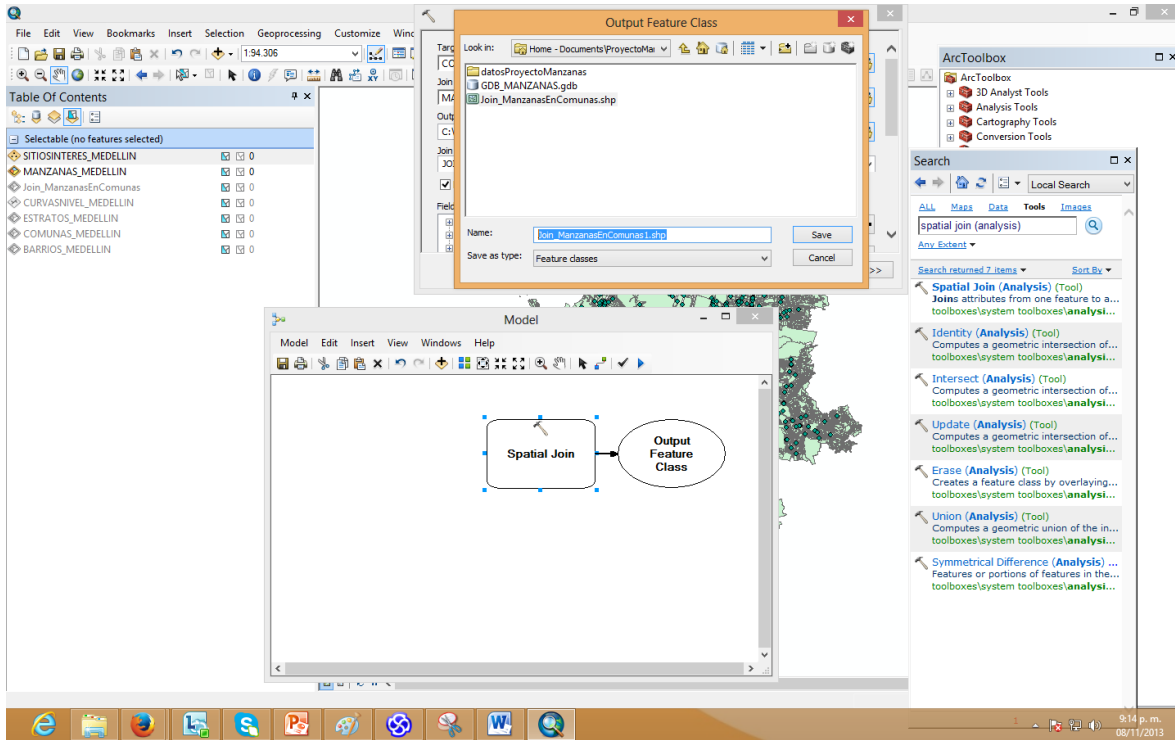 File Edit View Bookmarks Insert Selection Geoprocessing Customize Winc
1:94.306
Table Of Contents
Selectable (no features selected)
SITIOSINTERES_MEDELLIN 0
MANZANAS_MEDELLIN 0
Join_ManzanasEnComunas 0
CURVASNIVEL_MEDELLIN 0
ESTRATOS_MEDELLIN 0
COMUNAS_MEDELLIN 0
BARRIOS_MEDELLIN 0
Targ
CO
Join
MA
Outp
C:\
Join
JO
Field
>>
Output Feature Class
Look in: Home - Documents\ProyectoMa
datosProyectoManzanas
GDB_MANZANAS.gdb
Join_ManzanasEnComunas.shp
Name: Join_ManzanasEnComunas1.shp Save
Save as type: Feature classes Cancel
Model
Model Edit Insert View Windows Help
Spatial Join
Output
Feature
Class
ArcToolbox
ArcToolbox
3D Analyst Tools
Analysis Tools
Cartography Tools
Conversion Tools
Search
Local Search
ALL Maps Data Tools Images
spatial join (analysis)
Any Extent
Search returned 7 items Sort By
Spatial Join (Analysis) (Tool)
Joins attributes from one feature to a...
toolboxes\system toolboxes\analysi...
Identity (Analysis) (Tool)
Computes a geometric intersection of...
toolboxes\system toolboxes\analysi...
Intersect (Analysis) (Tool)
Computes a geometric intersection of...
toolboxes\system toolboxes\analysi...
Update (Analysis) (Tool)
Computes a geometric intersection of...
toolboxes\system toolboxes\analysi...
Erase (Analysis) (Tool)
Creates a feature class by overlaying...
toolboxes\system toolboxes\analysi...
Union (Analysis) (Tool)
Computes a geometric union of the in...
toolboxes\system toolboxes\analysi...
Symmetrical Difference (Analysis) ...
Features or portions of features in the...
toolboxes\system toolboxes\analysi...
9:14 p. m.
08/11/2013